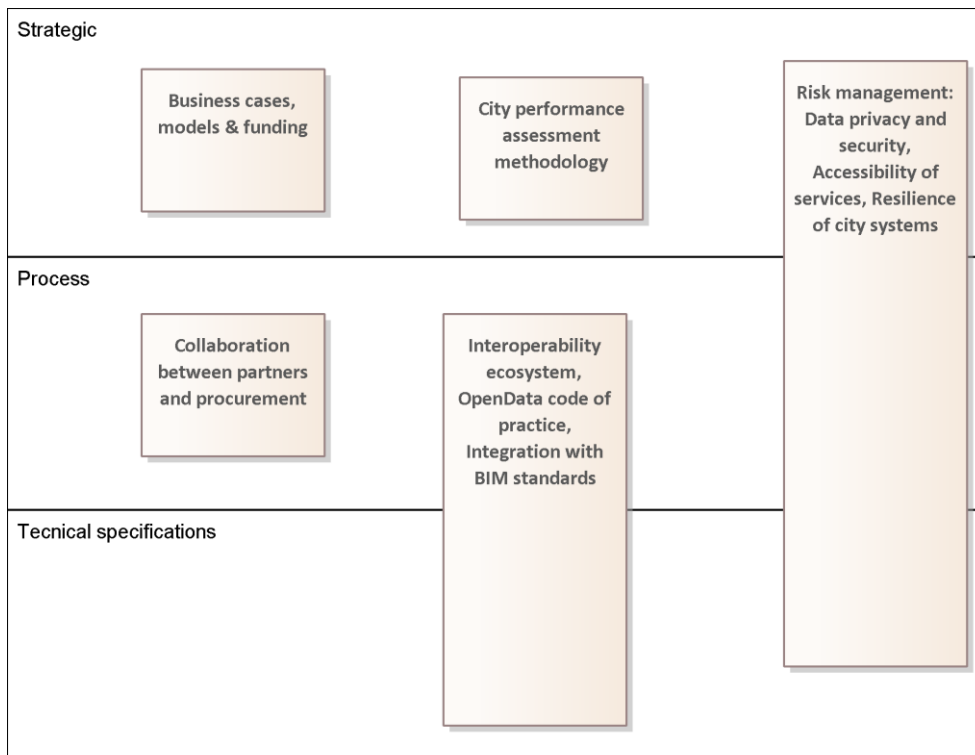 Strategic
Business cases,
models & funding
City performance
assessment
methodology
Risk management:
Data privacy and
security,
Accessibility of
services, Resilience
of city systems
Process
Collaboration
between partners
and procurement
Interoperability
ecosystem,
OpenData code of
practice,
Integration with
BIM standards
Tecnical specifications